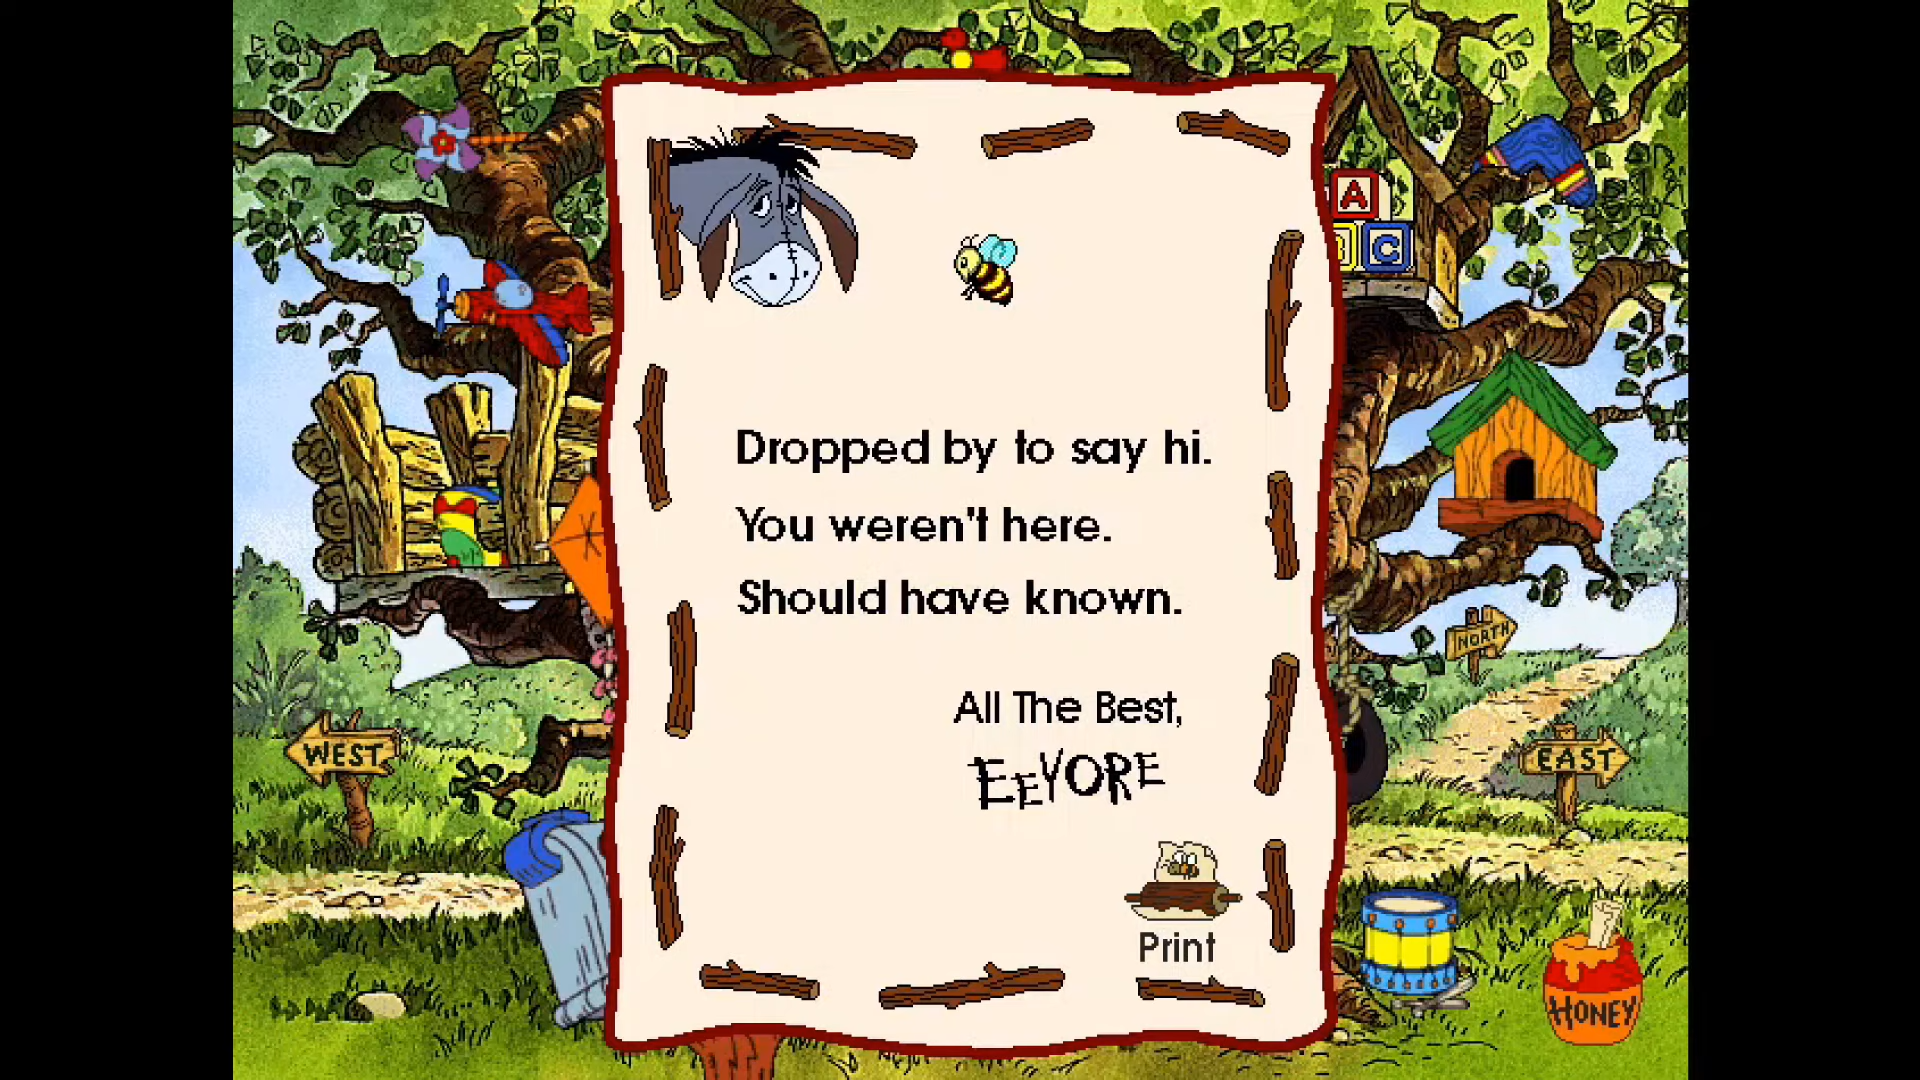 A
C
Dropped by to say hi.
You weren't here.
Should have known.
All The Best,
EEYORE
NORTH
WEST
EAST
Print
HONEY